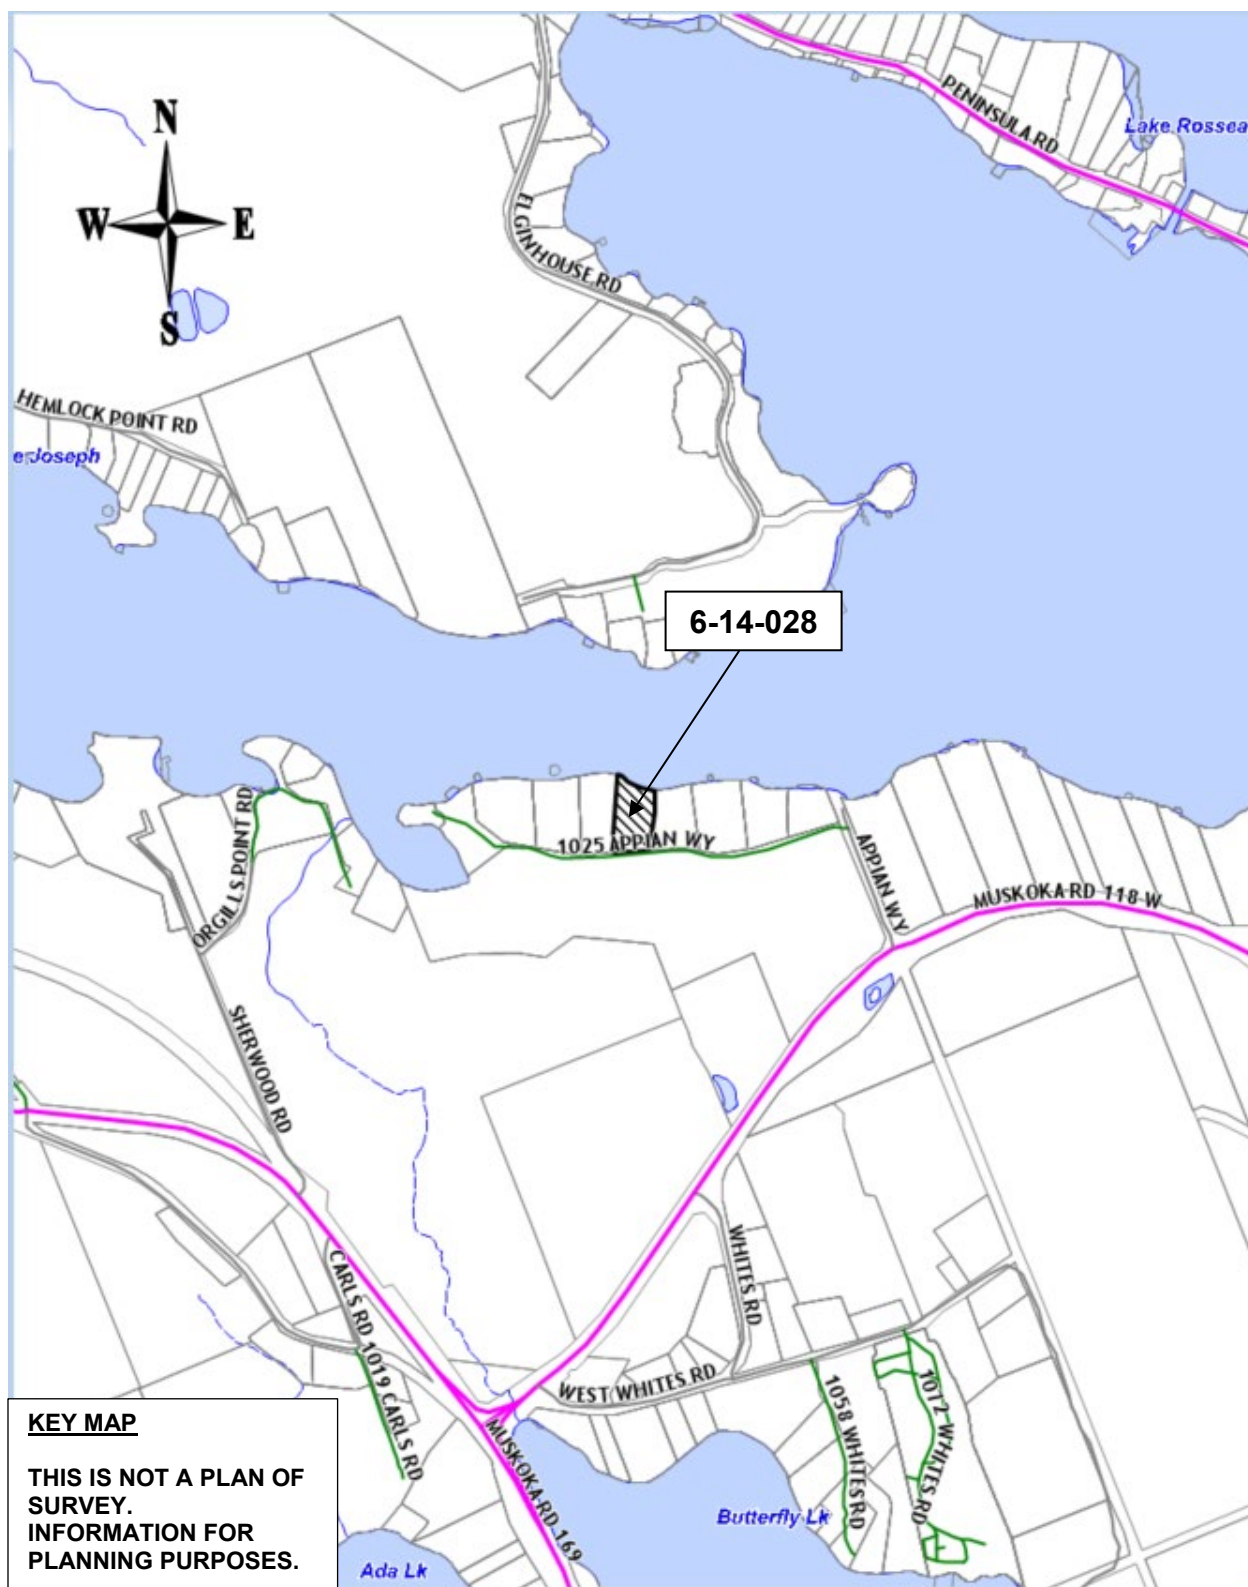 N
PENINSULA RD
Lake Rossea
W
E
ELGINHOUSE RD
S
HEMLOCK POINT RD
e Joseph
6-14-028
ORGILLS POINT RD
1025 APPIAN WY
APPIAN WY
MUSKOKA RD 118 W
SHERWOOD RD
CARLS RD
1019 CARLS RD
WHITES RD
WEST WHITES RD
1058 WHITES RD
1072 WHITES RD
MUSKOKA RD 169
Butterfly Lk
Ada Lk
KEY MAP
THIS IS NOT A PLAN OF
SURVEY.
INFORMATION FOR
PLANNING PURPOSES.